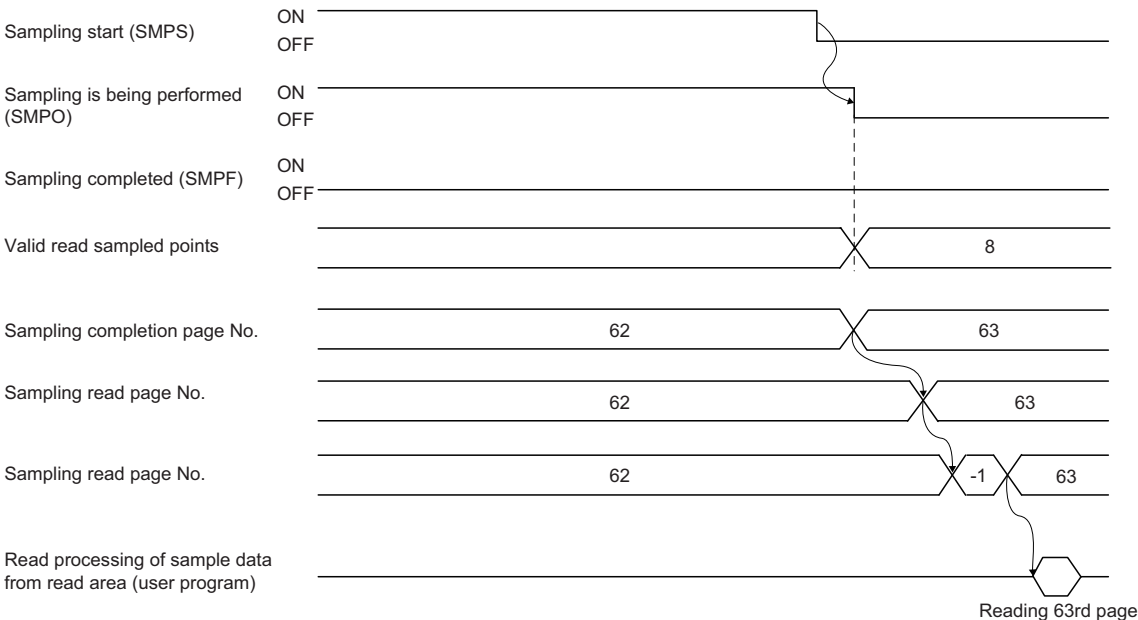 Sampling start (SMPS)
ON
OFF
Sampling is being performed
(SMPO)
ON
OFF
Sampling completed (SMPF)
ON
OFF
Valid read sampled points
8
Sampling completion page No.
62
63
Sampling read page No.
62
63
Sampling read page No.
62
-1
63
Read processing of sample data
from read area (user program)
Reading 63rd page